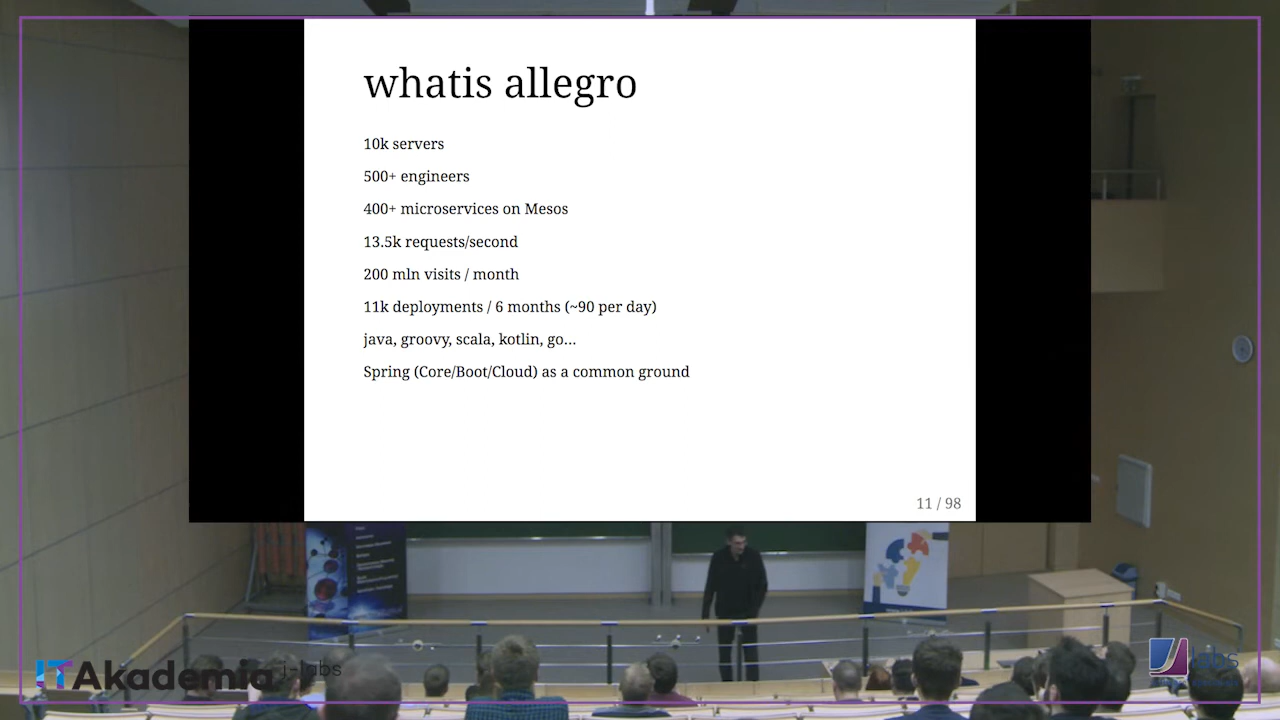 whatis allegro
10k servers
500+ engineers
400+ microservices on Mesos
13.5k requests/second
200 mln visits / month
11k deployments / 6 months (~90 per day)
java, groovy, scala, kotlin, go...
Spring (Core/Boot/Cloud) as a common ground
11 / 98
ITAkademia j-labs
labs